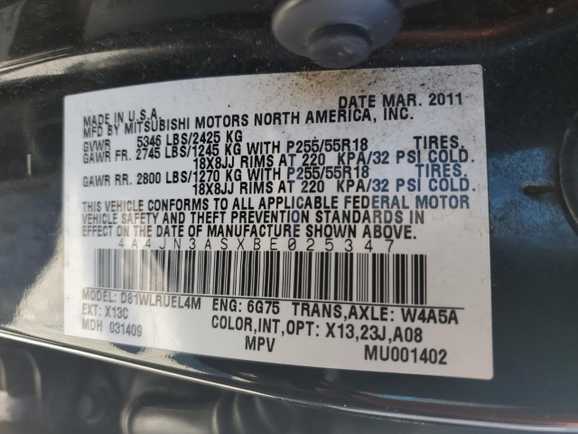 MADE IN U.S.A. DATE MAR. 2011
MFD BY MITSUBISHI MOTORS NORTH AMERICA, INC.
GVWR 5346 LBS/2425 KG
GAWR FR. 2745 LBS/1245 KG WITH P255/55R18 TIRES,
18X8JJ RIMS AT 220 KPA/32 PSI COLD.
GAWR RR. 2800 LBS/1270 KG WITH P255/55R18 TIRES,
18X8JJ RIMS AT 220 KPA/32 PSI COLD.
THIS VEHICLE CONFORMS TO ALL APPLICABLE FEDERAL MOTOR
VEHICLE SAFETY AND THEFT PREVENTION STANDARDS IN
EFFECT ON THE DATE OF MANUFACTURE SHOWN ABOVE.
4A4JN3ASXBE025347
MODEL: D81WLRUEL4M ENG: 6G75 TRANS,AXLE: W4A5A
EXT: X13C COLOR,INT,OPT: X13,23J,A08
MDH 031409 MPV MU001402